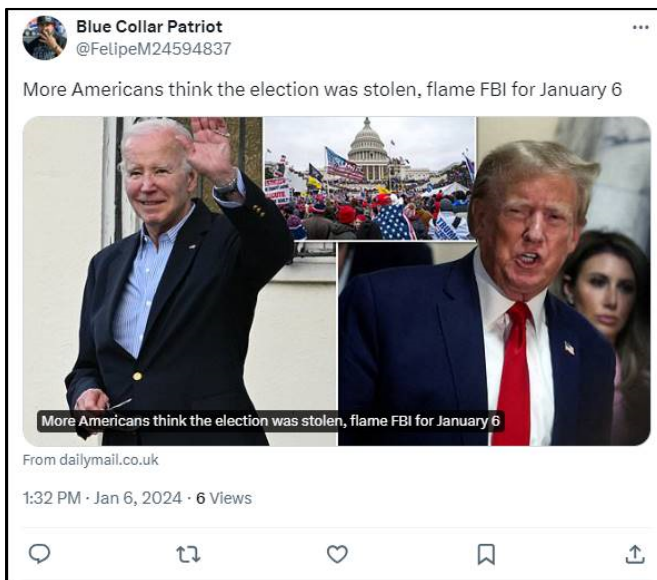 Blue Collar Patriot
@FelipeM24594837
More Americans think the election was stolen, flame FBI for January 6
More Americans think the election was stolen, flame FBI for January 6
From dailymail.co.uk
1:32 PM · Jan 6, 2024 · 6 Views